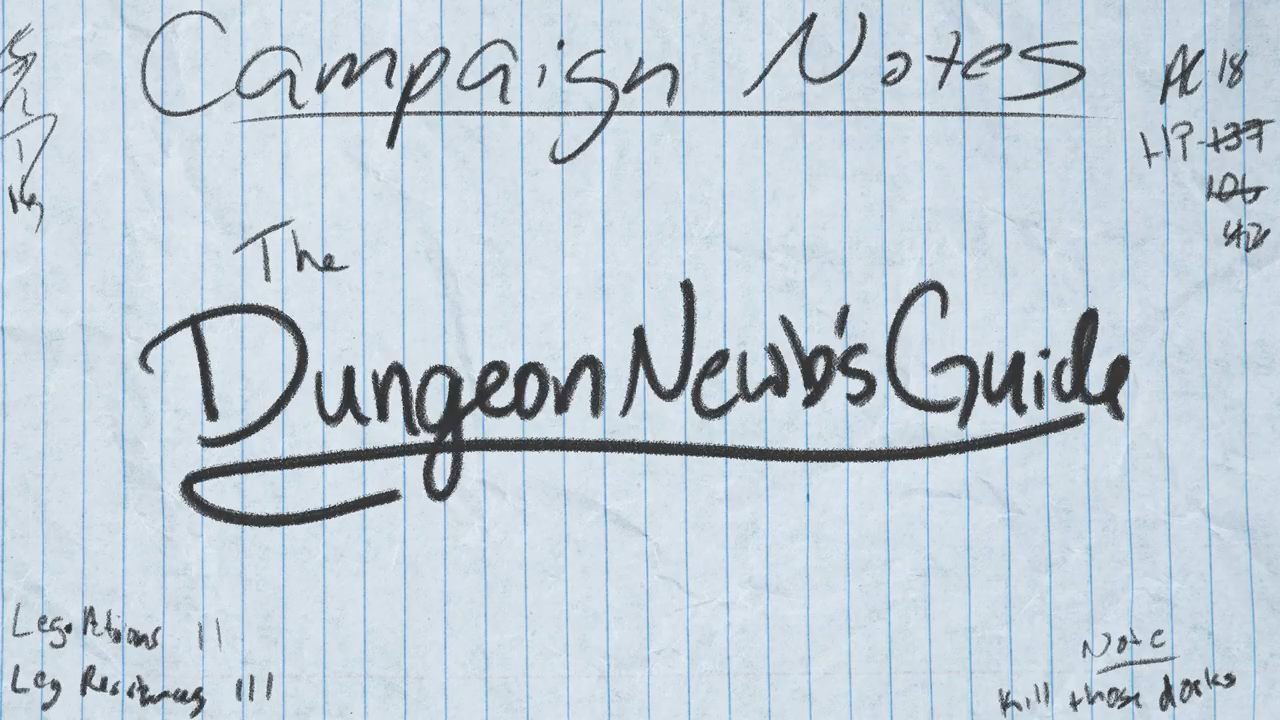 Campaign Notes
AC 18
HP 137
106
42
The
Dungeon Newb's Guide
Leg. Actions II
Leg Resistances III
Note
Kill those dorks